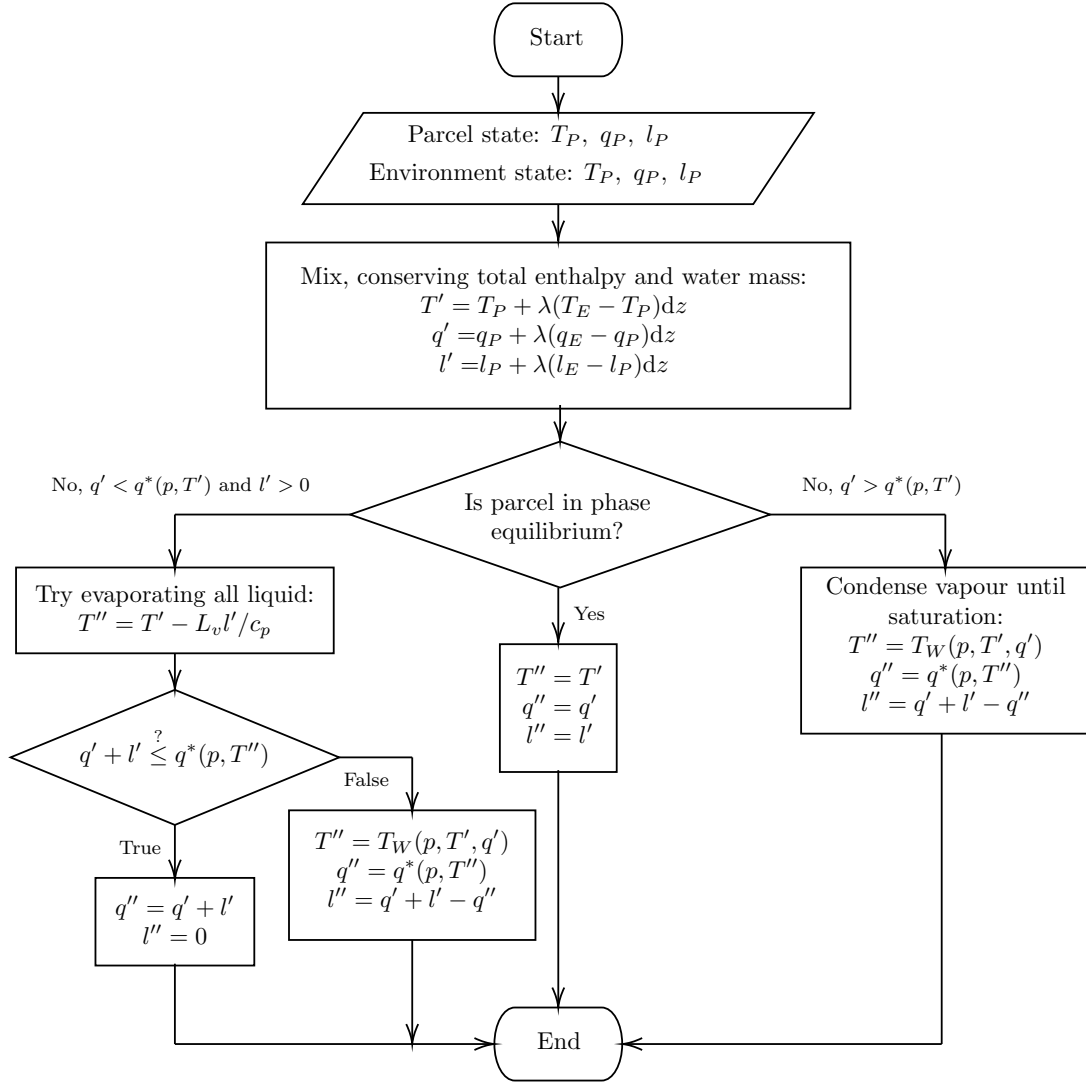 Start
Parcel state: T_P, q_P, l_P
Environment state: T_P, q_P, l_P
Mix, conserving total enthalpy and water mass:
T′ = T_P + λ(T_E − T_P)dz
q′ =q_P + λ(q_E − q_P)dz
l′ =l_P + λ(l_E − l_P)dz
No, q′ < q*(p, T′) and l′ > 0
Is parcel in phase
equilibrium?
No, q′ > q*(p, T′)
Try evaporating all liquid:
T′′ = T′ − L_v l′/c_p
Yes
T′′ = T′
q′′ = q′
l′′ = l′
Condense vapour until
saturation:
T′′ = T_W(p, T′, q′)
q′′ = q*(p, T′′)
l′′ = q′ + l′ − q′′
q′ + l′ ≤? q*(p, T′′)
False
True
T′′ = T_W(p, T′, q′)
q′′ = q*(p, T′′)
l′′ = q′ + l′ − q′′
q′′ = q′ + l′
l′′ = 0
End